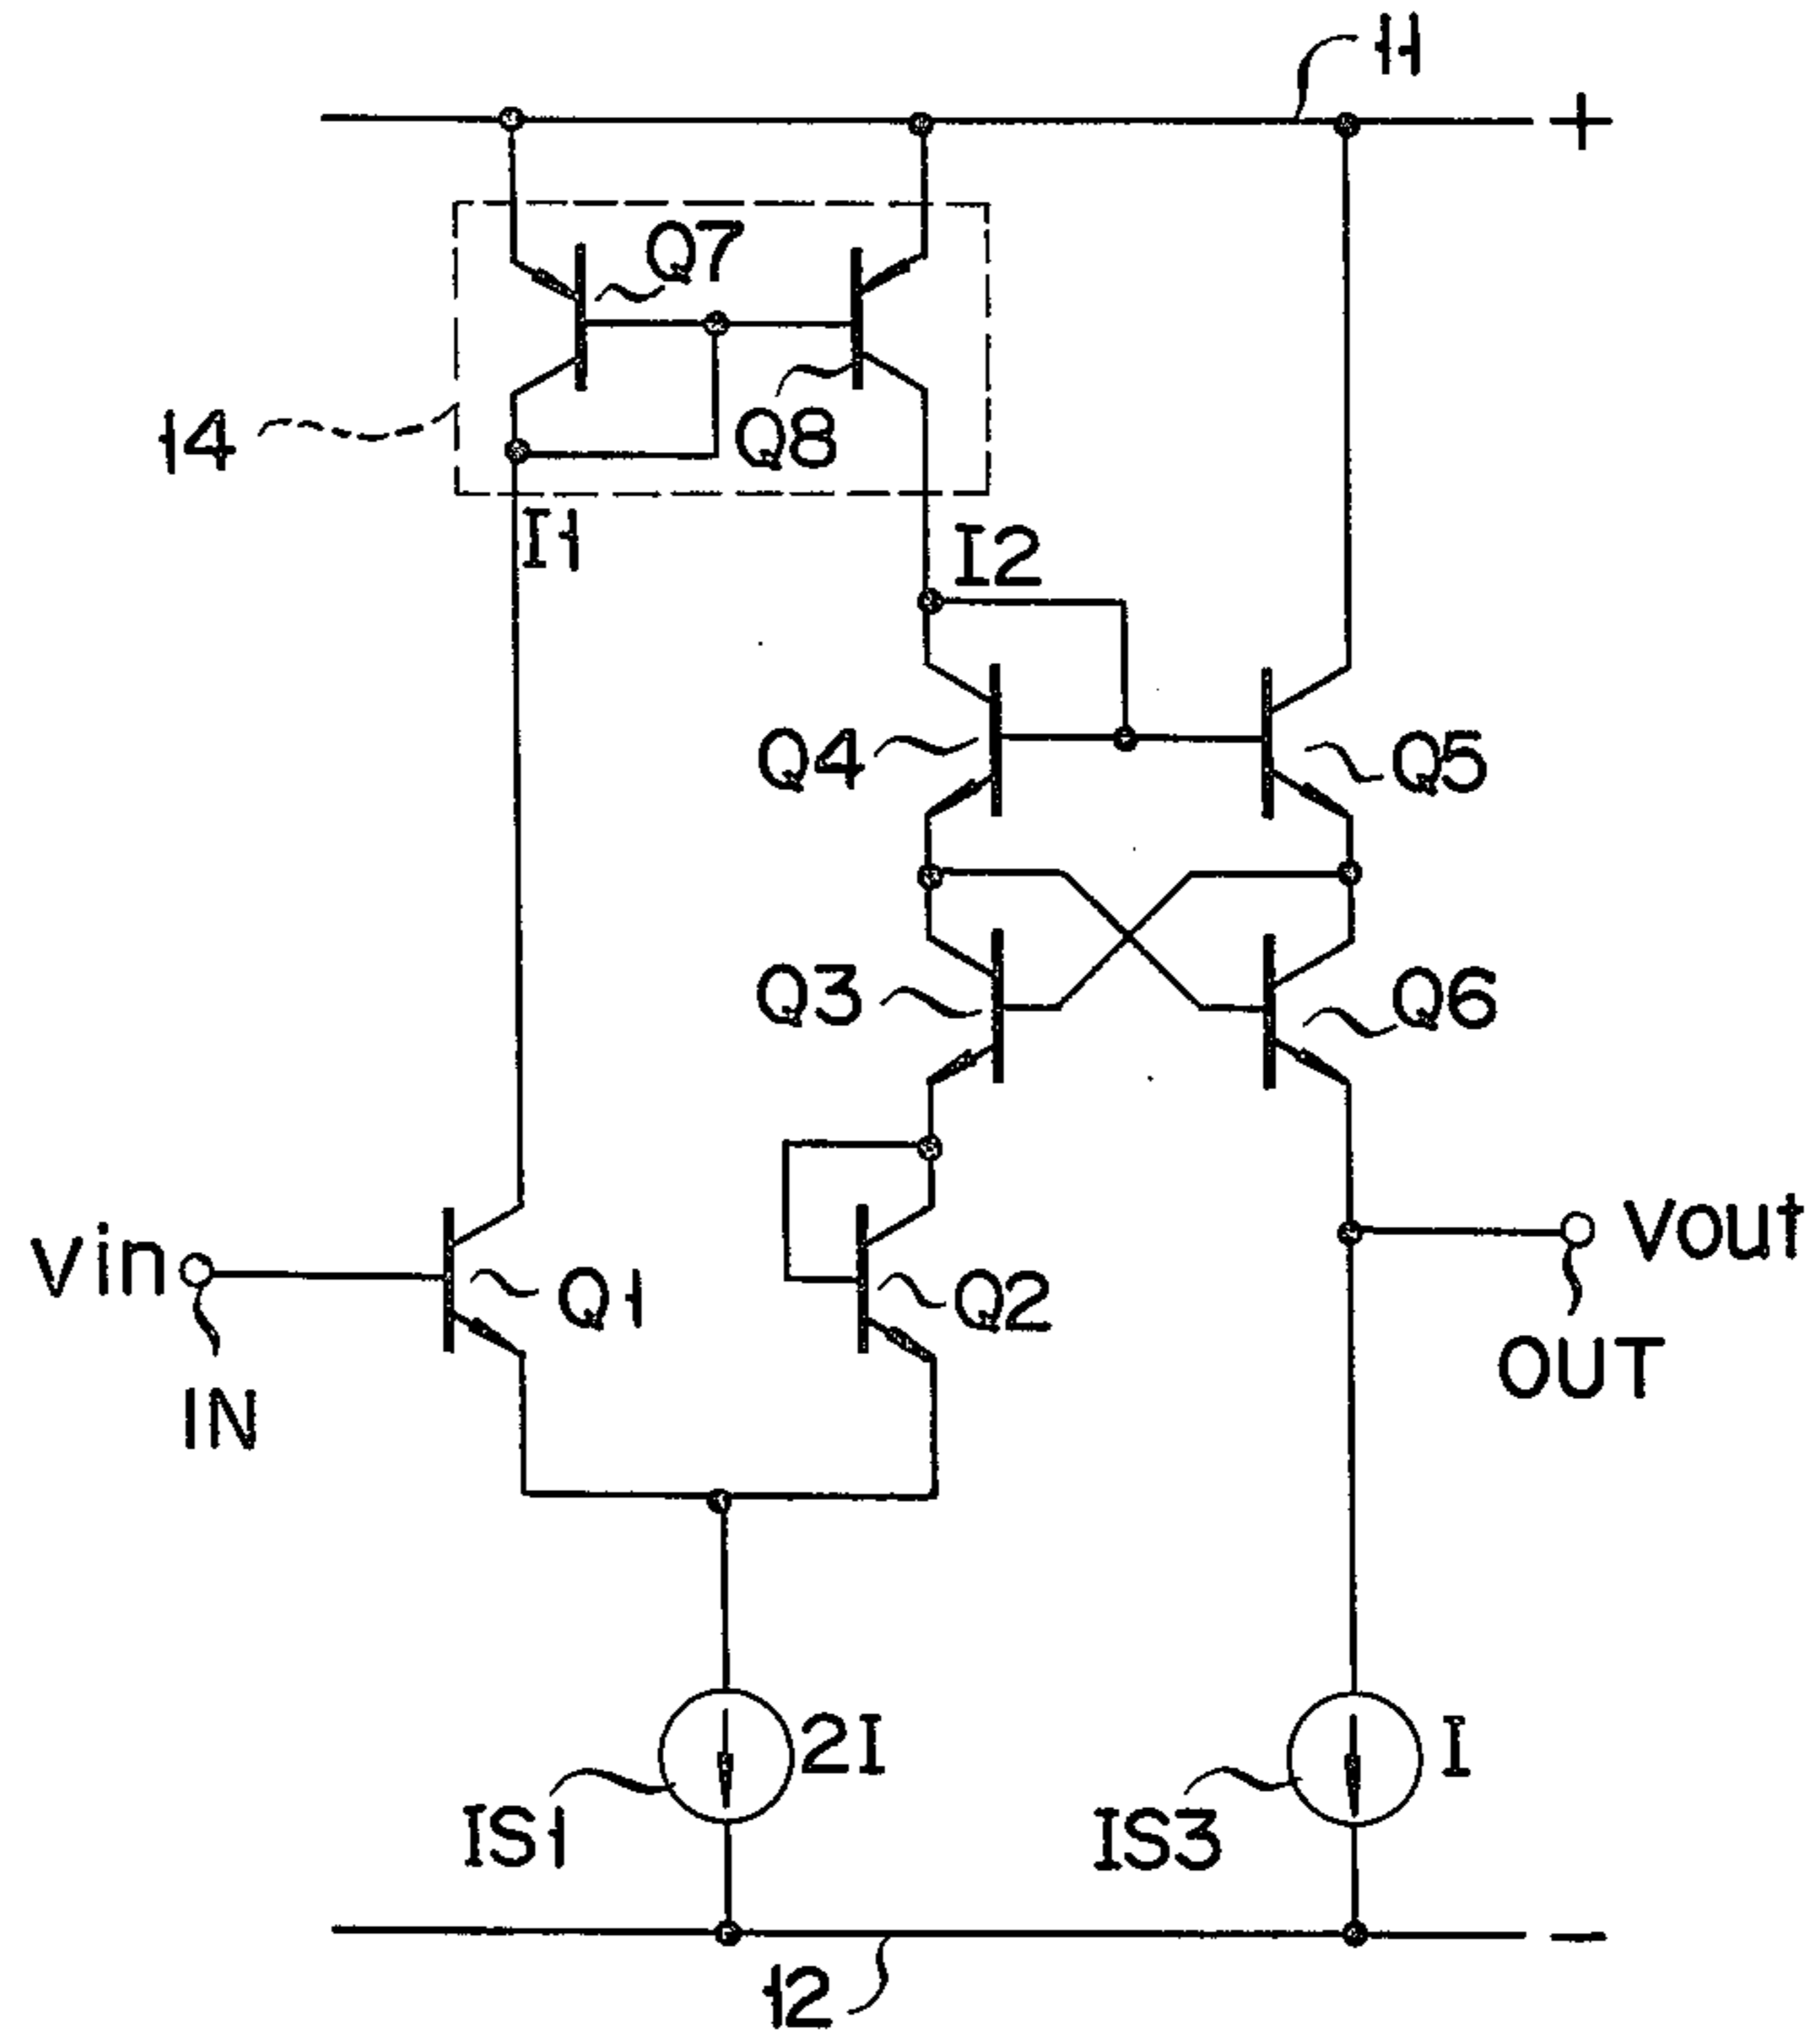 11
+
Q7
14
Q8
I1
I2
Q4
Q5
Q3
Q6
Vin
Q1
Q2
Vout
IN
OUT
2I
I
IS1
IS3
12
−